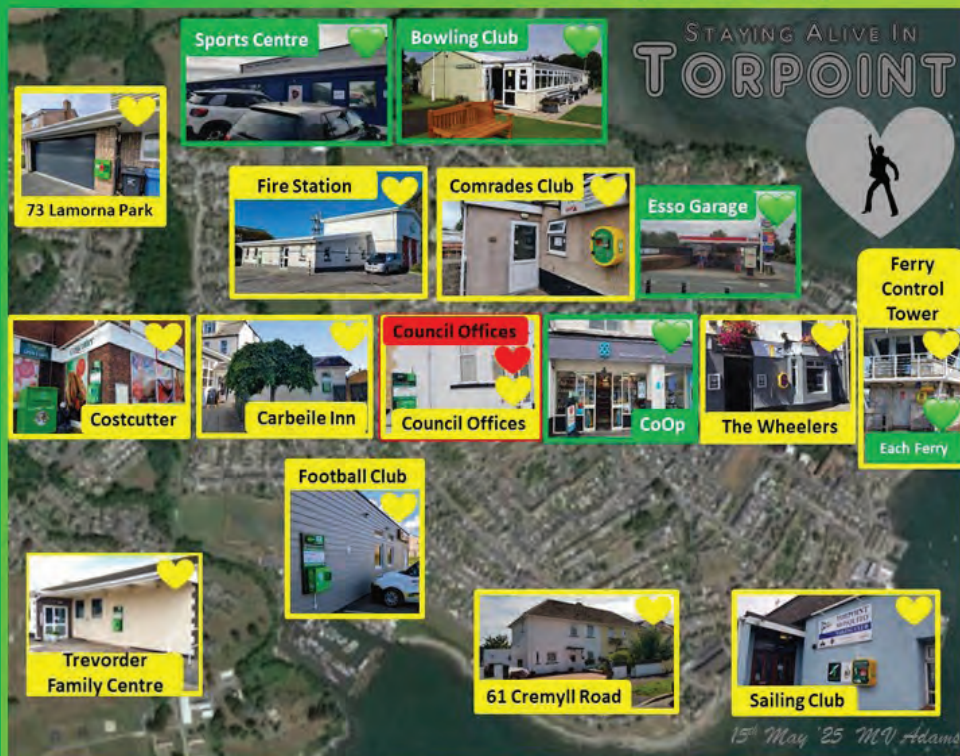 STAYING ALIVE IN
TORPOINT
Sports Centre
Bowling Club
73 Lamorna Park
Fire Station
Comrades Club
Esso Garage
Ferry
Control
Tower
Each Ferry
Costcutter
Carbeile Inn
Council Offices
Council Offices
CoOp
The Wheelers
Football Club
Trevorder
Family Centre
61 Cremyll Road
TORPOINT
MOSQUITO
Sailing Club
15th May '25 MV Adams